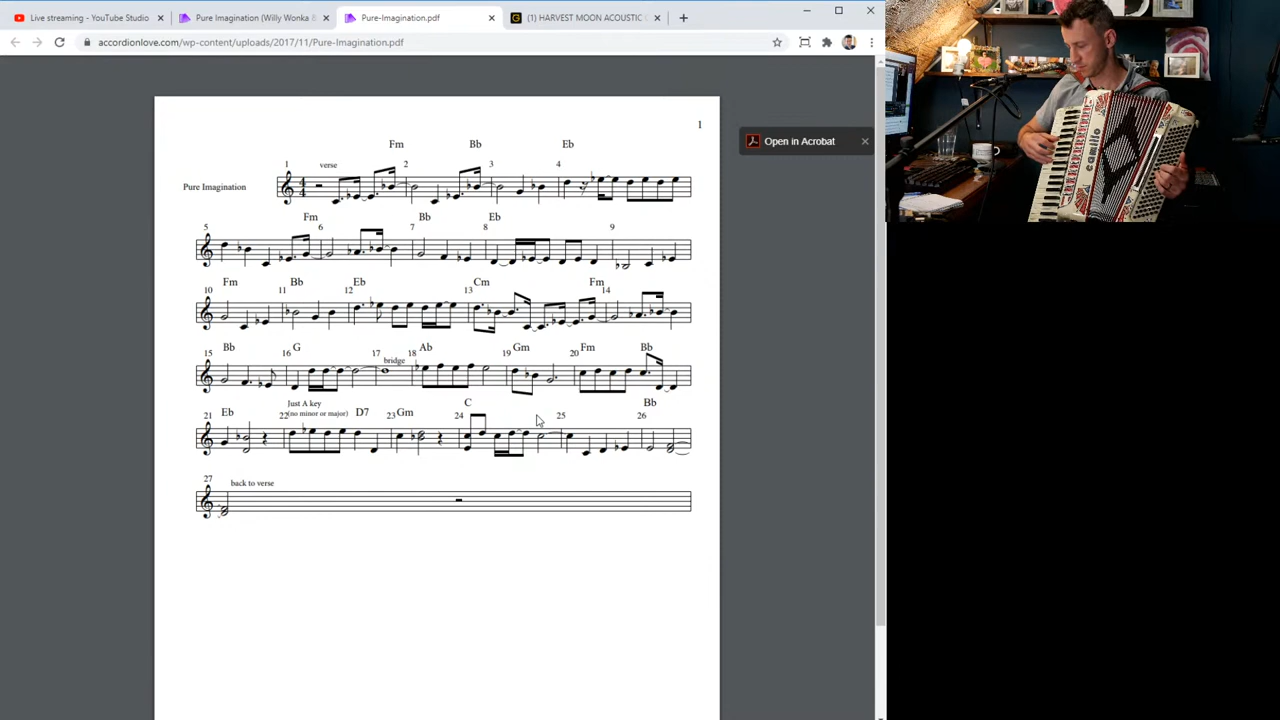 Live streaming - YouTube Studio
Pure Imagination (Willy Wonka &
Pure-Imagination.pdf
(1) HARVEST MOON ACOUSTIC
accordionlove.com/wp-content/uploads/2017/11/Pure-Imagination.pdf
Open in Acrobat
1
Fm Bb Eb
1 verse 2 3 4
Pure Imagination
Fm Bb Eb
5 6 7 8 9
Fm Bb Eb Cm Fm
10 11 12 13 14
Bb G Ab Gm Fm Bb
15 16 17 bridge 18 19 20
Eb Just A key D7 Gm C Bb
21 22 (no minor or major) 23 24 25 26
27 back to verse
camillo